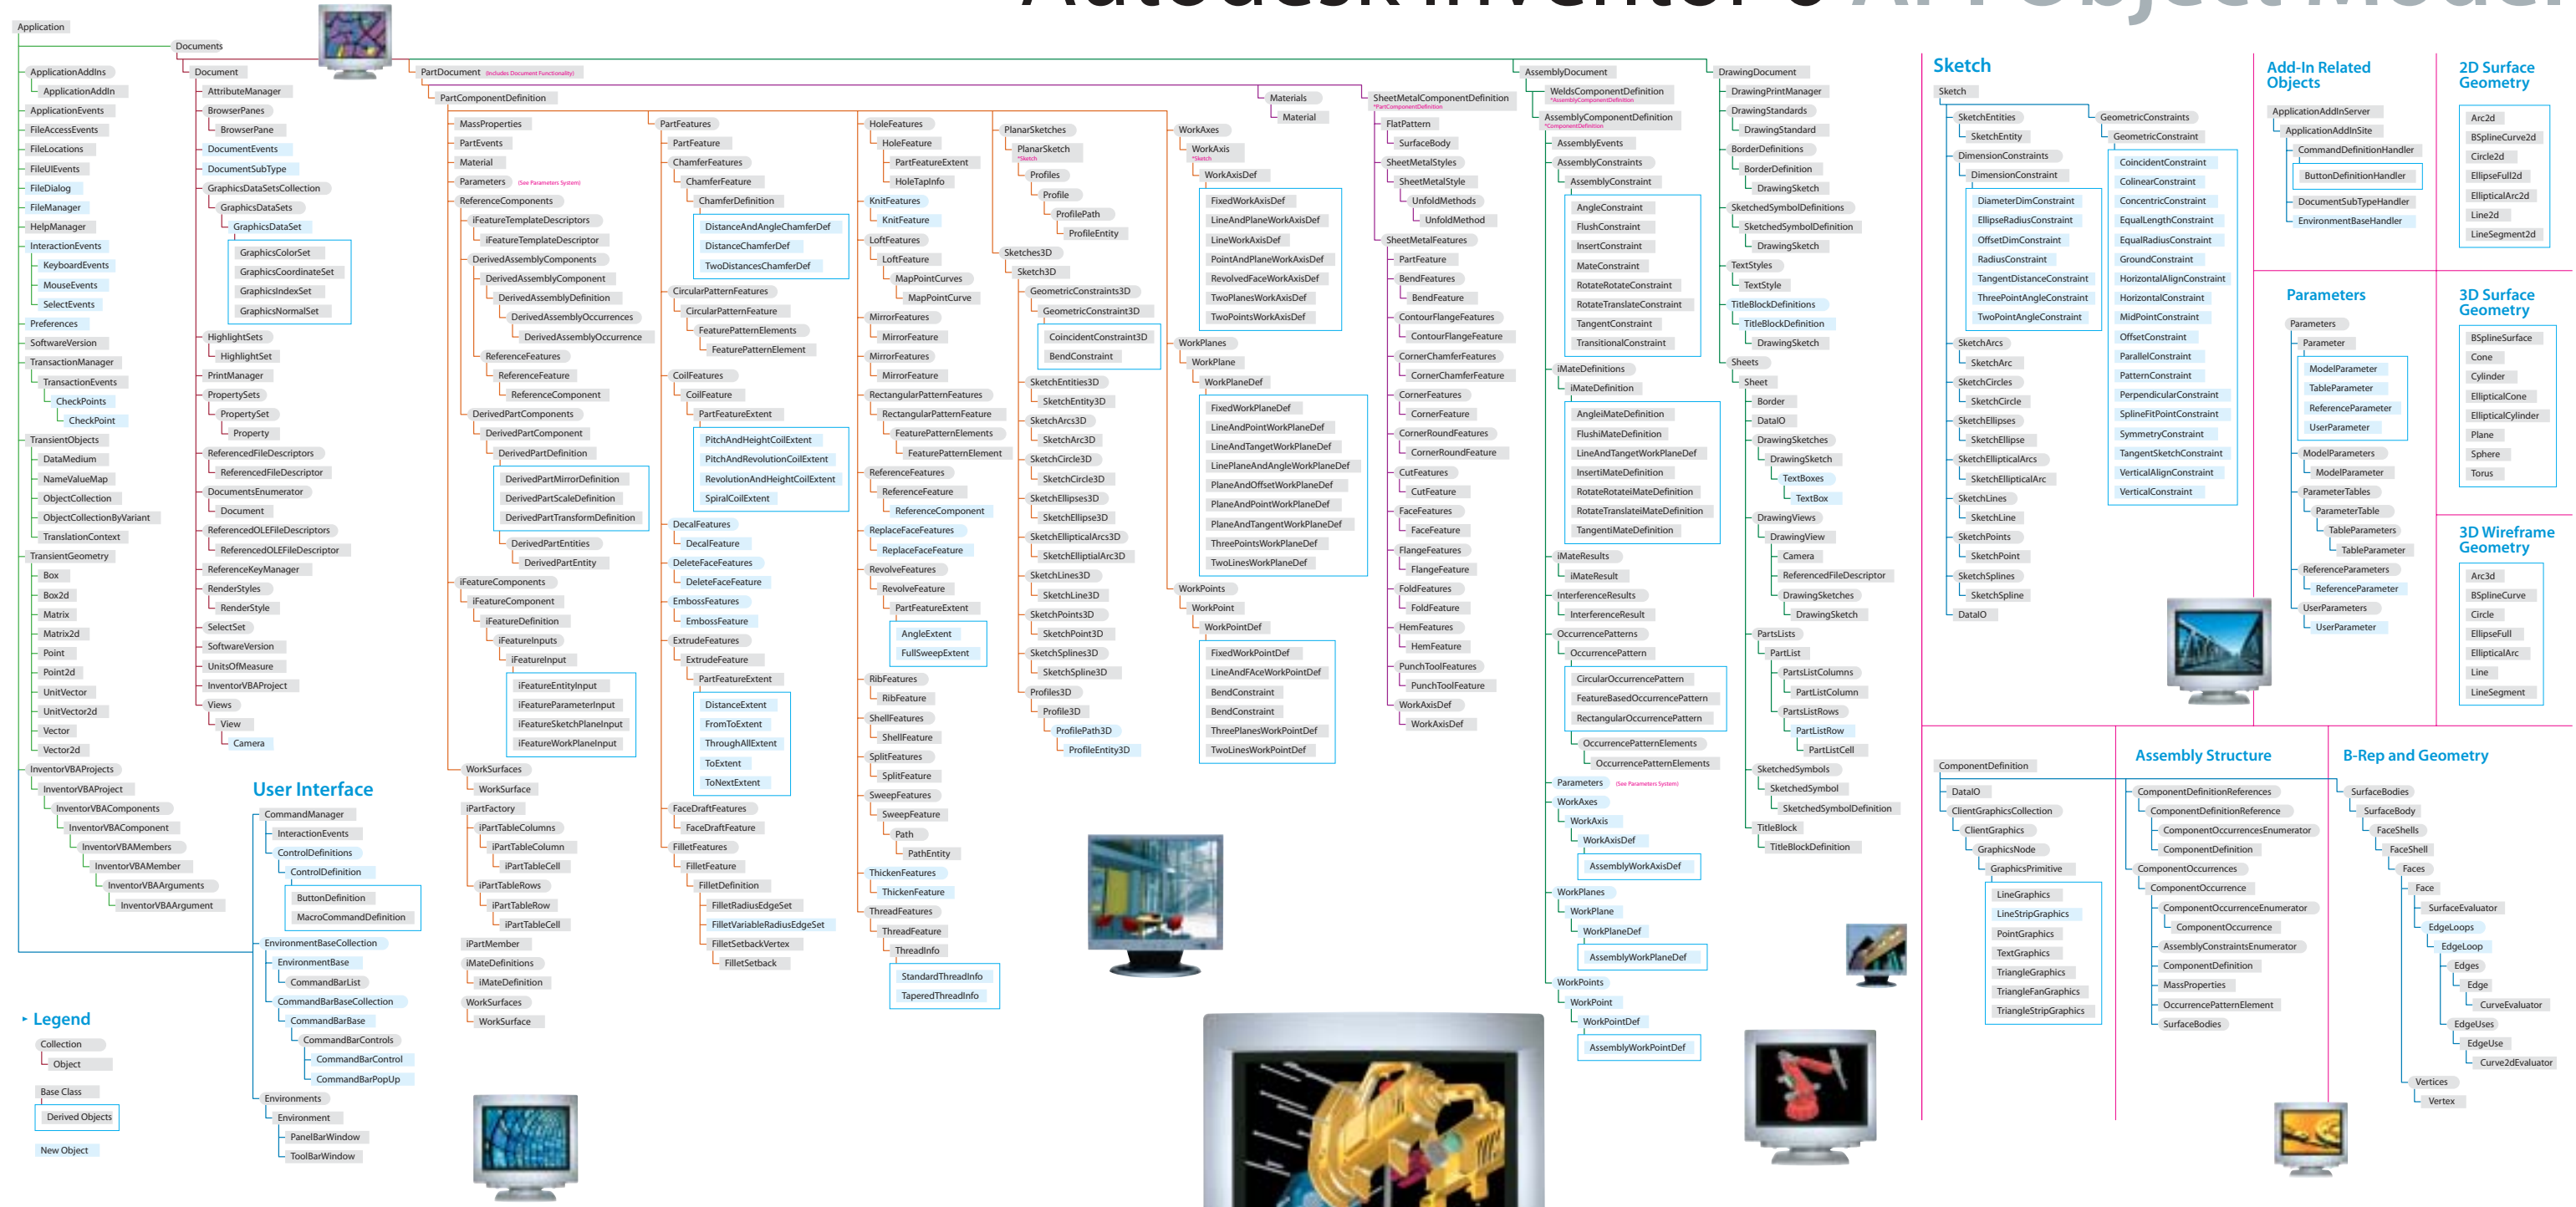 Autodesk Inventor 6 API Object Model
Application
Documents
ApplicationAddIns
ApplicationAddIn
ApplicationEvents
FileAccessEvents
FileLocations
FileUIEvents
FileDialog
FileManager
HelpManager
InteractionEvents
KeyboardEvents
MouseEvents
SelectEvents
Preferences
SoftwareVersion
TransactionManager
TransactionEvents
CheckPoints
CheckPoint
TransientObjects
DataMedium
NameValueMap
ObjectCollection
ObjectCollectionByVariant
TranslationContext
TransientGeometry
Box
Box2d
Matrix
Matrix2d
Point
Point2d
UnitVector
UnitVector2d
Vector
Vector2d
InventorVBAProjects
InventorVBAProject
InventorVBAComponents
InventorVBAComponent
InventorVBAMembers
InventorVBAMember
InventorVBAArguments
InventorVBAArgument
Legend
Collection
Object
Base Class
Derived Objects
New Object
Document
AttributeManager
BrowserPanes
BrowserPane
DocumentEvents
DocumentSubType
GraphicsDataSetsCollection
GraphicsDataSets
GraphicsDataSet
GraphicsColorSet
GraphicsCoordinateSet
GraphicsIndexSet
GraphicsNormalSet
HighlightSets
HighlightSet
PrintManager
PropertySets
PropertySet
Property
ReferencedFileDescriptors
ReferencedFileDescriptor
DocumentsEnumerator
Document
ReferencedOLEFileDescriptors
ReferencedOLEFileDescriptor
ReferenceKeyManager
RenderStyles
RenderStyle
SelectSet
SoftwareVersion
UnitsOfMeasure
InventorVBAProject
Views
View
Camera
User Interface
CommandManager
InteractionEvents
ControlDefinitions
ControlDefinition
ButtonDefinition
MacroCommandDefinition
EnvironmentBaseCollection
EnvironmentBase
CommandBarList
CommandBarBaseCollection
CommandBarBase
CommandBarControls
CommandBarControl
CommandBarPopUp
Environments
Environment
PanelBarWindow
ToolBarWindow
PartDocument (Includes Document Functionality)
PartComponentDefinition
MassProperties
PartEvents
Material
Parameters (See Parameters System)
ReferenceComponents
iFeatureTemplateDescriptors
iFeatureTemplateDescriptor
DerivedAssemblyComponents
DerivedAssemblyComponent
DerivedAssemblyDefinition
DerivedAssemblyOccurrences
DerivedAssemblyOccurrence
ReferenceFeatures
ReferenceFeature
ReferenceComponent
DerivedPartComponents
DerivedPartComponent
DerivedPartDefinition
DerivedPartMirrorDefinition
DerivedPartScaleDefinition
DerivedPartTransformDefinition
DerivedPartEntities
DerivedPartEntity
iFeatureComponents
iFeatureComponent
iFeatureDefinition
iFeatureInputs
iFeatureInput
iFeatureEntityInput
iFeatureParameterInput
iFeatureSketchPlaneInput
iFeatureWorkPlaneInput
WorkSurfaces
WorkSurface
iPartFactory
iPartTableColumns
iPartTableColumn
iPartTableCell
iPartTableRows
iPartTableRow
iPartTableCell
iPartMember
iMateDefinitions
iMateDefinition
WorkSurfaces
WorkSurface
PartFeatures
PartFeature
ChamferFeatures
ChamferFeature
ChamferDefinition
DistanceAndAngleChamferDef
DistanceChamferDef
TwoDistancesChamferDef
CircularPatternFeatures
CircularPatternFeature
FeaturePatternElements
FeaturePatternElement
CoilFeatures
CoilFeature
PartFeatureExtent
PitchAndHeightCoilExtent
PitchAndRevolutionCoilExtent
RevolutionAndHeightCoilExtent
SpiralCoilExtent
DecalFeatures
DecalFeature
DeleteFaceFeatures
DeleteFaceFeature
EmbossFeatures
EmbossFeature
ExtrudeFeatures
ExtrudeFeature
PartFeatureExtent
DistanceExtent
FromToExtent
ThroughAllExtent
ToExtent
ToNextExtent
FaceDraftFeatures
FaceDraftFeature
FilletFeatures
FilletFeature
FilletDefinition
FilletRadiusEdgeSet
FilletVariableRadiusEdgeSet
FilletSetbackVertex
FilletSetback
HoleFeatures
HoleFeature
PartFeatureExtent
HoleTapInfo
KnitFeatures
KnitFeature
LoftFeatures
LoftFeature
MapPointCurves
MapPointCurve
MirrorFeatures
MirrorFeature
MirrorFeatures
MirrorFeature
RectangularPatternFeatures
RectangularPatternFeature
FeaturePatternElements
FeaturePatternElement
ReferenceFeatures
ReferenceFeature
ReferenceComponent
ReplaceFaceFeatures
ReplaceFaceFeature
RevolveFeatures
RevolveFeature
PartFeatureExtent
AngleExtent
FullSweepExtent
RibFeatures
RibFeature
ShellFeatures
ShellFeature
SplitFeatures
SplitFeature
SweepFeatures
SweepFeature
Path
PathEntity
ThickenFeatures
ThickenFeature
ThreadFeatures
ThreadFeature
ThreadInfo
StandardThreadInfo
TaperedThreadInfo
PlanarSketches
PlanarSketch
*Sketch
Profiles
Profile
ProfilePath
ProfileEntity
Sketches3D
Sketch3D
GeometricConstraints3D
GeometricConstraint3D
CoincidentConstraint3D
BendConstraint
SketchEntities3D
SketchEntity3D
SketchArcs3D
SketchArc3D
SketchCircle3D
SketchCircle3D
SketchEllipses3D
SketchEllipse3D
SketchEllipticalArcs3D
SketchElliptialArc3D
SketchLines3D
SketchLine3D
SketchPoints3D
SketchPoint3D
SketchSplines3D
SketchSpline3D
Profiles3D
Profile3D
ProfilePath3D
ProfileEntity3D
WorkAxes
WorkAxis
*Sketch
WorkAxisDef
FixedWorkAxisDef
LineAndPlaneWorkAxisDef
LineWorkAxisDef
PointAndPlaneWorkAxisDef
RevolvedFaceWorkAxisDef
TwoPlanesWorkAxisDef
TwoPointsWorkAxisDef
WorkPlanes
WorkPlane
WorkPlaneDef
FixedWorkPlaneDef
LineAndPointWorkPlaneDef
LineAndTangetWorkPlaneDef
LinePlaneAndAngleWorkPlaneDef
PlaneAndOffsetWorkPlaneDef
PlaneAndPointWorkPlaneDef
PlaneAndTangentWorkPlaneDef
ThreePointsWorkPlaneDef
TwoLinesWorkPlaneDef
WorkPoints
WorkPoint
WorkPointDef
FixedWorkPointDef
LineAndFAceWorkPointDef
BendConstraint
BendConstraint
ThreePlanesWorkPointDef
TwoLinesWorkPointDef
Materials
Material
SheetMetalComponentDefinition
*PartComponentDefinition
FlatPattern
SurfaceBody
SheetMetalStyles
SheetMetalStyle
UnfoldMethods
UnfoldMethod
SheetMetalFeatures
PartFeature
BendFeatures
BendFeature
ContourFlangeFeatures
ContourFlangeFeature
CornerChamferFeatures
CornerChamferFeature
CornerFeatures
CornerFeature
CornerRoundFeatures
CornerRoundFeature
CutFeatures
CutFeature
FaceFeatures
FaceFeature
FlangeFeatures
FlangeFeature
FoldFeatures
FoldFeature
HemFeatures
HemFeature
PunchToolFeatures
PunchToolFeature
WorkAxisDef
WorkAxisDef
AssemblyDocument
WeldsComponentDefinition
*AssemblyComponentDefinition
AssemblyComponentDefinition
*ComponentDefinition
AssemblyEvents
AssemblyConstraints
AssemblyConstraint
AngleConstraint
FlushConstraint
InsertConstraint
MateConstraint
RotateRotateConstraint
RotateTranslateConstraint
TangentConstraint
TransitionalConstraint
iMateDefinitions
iMateDefinition
AngleiMateDefinition
FlushiMateDefinition
LineAndTangetWorkPlaneDef
InsertiMateDefinition
RotateRotateiMateDefinition
RotateTranslateiMateDefinition
TangentiMateDefinition
iMateResults
iMateResult
InterferenceResults
InterferenceResult
OccurrencePatterns
OccurrencePattern
CircularOccurrencePattern
FeatureBasedOccurrencePattern
RectangularOccurrencePattern
OccurrencePatternElements
OccurrencePatternElements
Parameters (See Parameters System)
WorkAxes
WorkAxis
WorkAxisDef
AssemblyWorkAxisDef
WorkPlanes
WorkPlane
WorkPlaneDef
AssemblyWorkPlaneDef
WorkPoints
WorkPoint
WorkPointDef
AssemblyWorkPointDef
DrawingDocument
DrawingPrintManager
DrawingStandards
DrawingStandard
BorderDefinitions
BorderDefinition
DrawingSketch
SketchedSymbolDefinitions
SketchedSymbolDefinition
DrawingSketch
TextStyles
TextStyle
TitleBlockDefinitions
TitleBlockDefinition
DrawingSketch
Sheets
Sheet
Border
DataIO
DrawingSketches
DrawingSketch
TextBoxes
TextBox
DrawingViews
DrawingView
Camera
ReferencedFileDescriptor
DrawingSketches
DrawingSketch
PartsLists
PartList
PartsListColumns
PartListColumn
PartsListRows
PartListRow
PartListCell
SketchedSymbols
SketchedSymbol
SketchedSymbolDefinition
TitleBlock
TitleBlockDefinition
Sketch
Sketch
SketchEntities
SketchEntity
DimensionConstraints
DimensionConstraint
DiameterDimConstraint
EllipseRadiusConstraint
OffsetDimConstraint
RadiusConstraint
TangentDistanceConstraint
ThreePointAngleConstraint
TwoPointAngleConstraint
SketchArcs
SketchArc
SketchCircles
SketchCircle
SketchEllipses
SketchEllipse
SketchEllipticalArcs
SketchEllipticalArc
SketchLines
SketchLine
SketchPoints
SketchPoint
SketchSplines
SketchSpline
DataIO
GeometricConstraints
GeometricConstraint
CoincidentConstraint
ColinearConstraint
ConcentricConstraint
EqualLengthConstraint
EqualRadiusConstraint
GroundConstraint
HorizontalAlignConstraint
HorizontalConstraint
MidPointConstraint
OffsetConstraint
ParallelConstraint
PatternConstraint
PerpendicularConstraint
SplineFitPointConstraint
SymmetryConstraint
TangentSketchConstraint
VerticalAlignConstraint
VerticalConstraint
Add-In Related
Objects
ApplicationAddInServer
ApplicationAddInSite
CommandDefinitionHandler
ButtonDefinitionHandler
DocumentSubTypeHandler
EnvironmentBaseHandler
Parameters
Parameters
Parameter
ModelParameter
TableParameter
ReferenceParameter
UserParameter
ModelParameters
ModelParameter
ParameterTables
ParameterTable
TableParameters
TableParameter
ReferenceParameters
ReferenceParameter
UserParameters
UserParameter
2D Surface
Geometry
Arc2d
BSplineCurve2d
Circle2d
EllipseFull2d
EllipticalArc2d
Line2d
LineSegment2d
3D Surface
Geometry
BSplineSurface
Cone
Cylinder
EllipticalCone
EllipticalCylinder
Plane
Sphere
Torus
3D Wireframe
Geometry
Arc3d
BSplineCurve
Circle
EllipseFull
EllipticalArc
Line
LineSegment
Assembly Structure
ComponentDefinition
DataIO
ClientGraphicsCollection
ClientGraphics
GraphicsNode
GraphicsPrimitive
LineGraphics
LineStripGraphics
PointGraphics
TextGraphics
TriangleGraphics
TriangleFanGraphics
TriangleStripGraphics
ComponentDefinitionReferences
ComponentDefinitionReference
ComponentOccurrencesEnumerator
ComponentDefinition
ComponentOccurrences
ComponentOccurrence
ComponentOccurrenceEnumerator
ComponentOccurrence
AssemblyConstraintsEnumerator
ComponentDefinition
MassProperties
OccurrencePatternElement
SurfaceBodies
B-Rep and Geometry
SurfaceBodies
SurfaceBody
FaceShells
FaceShell
Faces
Face
SurfaceEvaluator
EdgeLoops
EdgeLoop
Edges
Edge
CurveEvaluator
EdgeUses
EdgeUse
Curve2dEvaluator
Vertices
Vertex